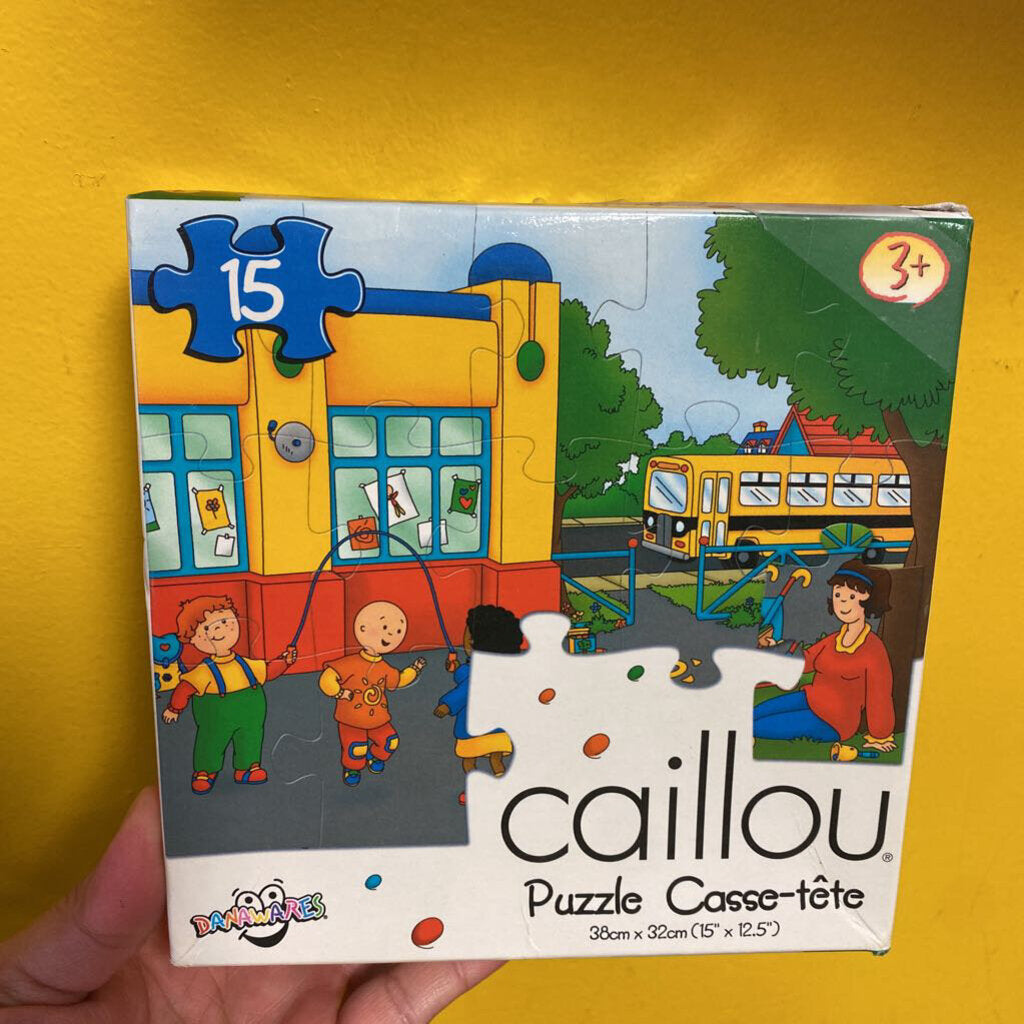 15
3+
caillou®
Puzzle Casse-tête
38cm x 32cm (15" x 12.5")
DANAWARES